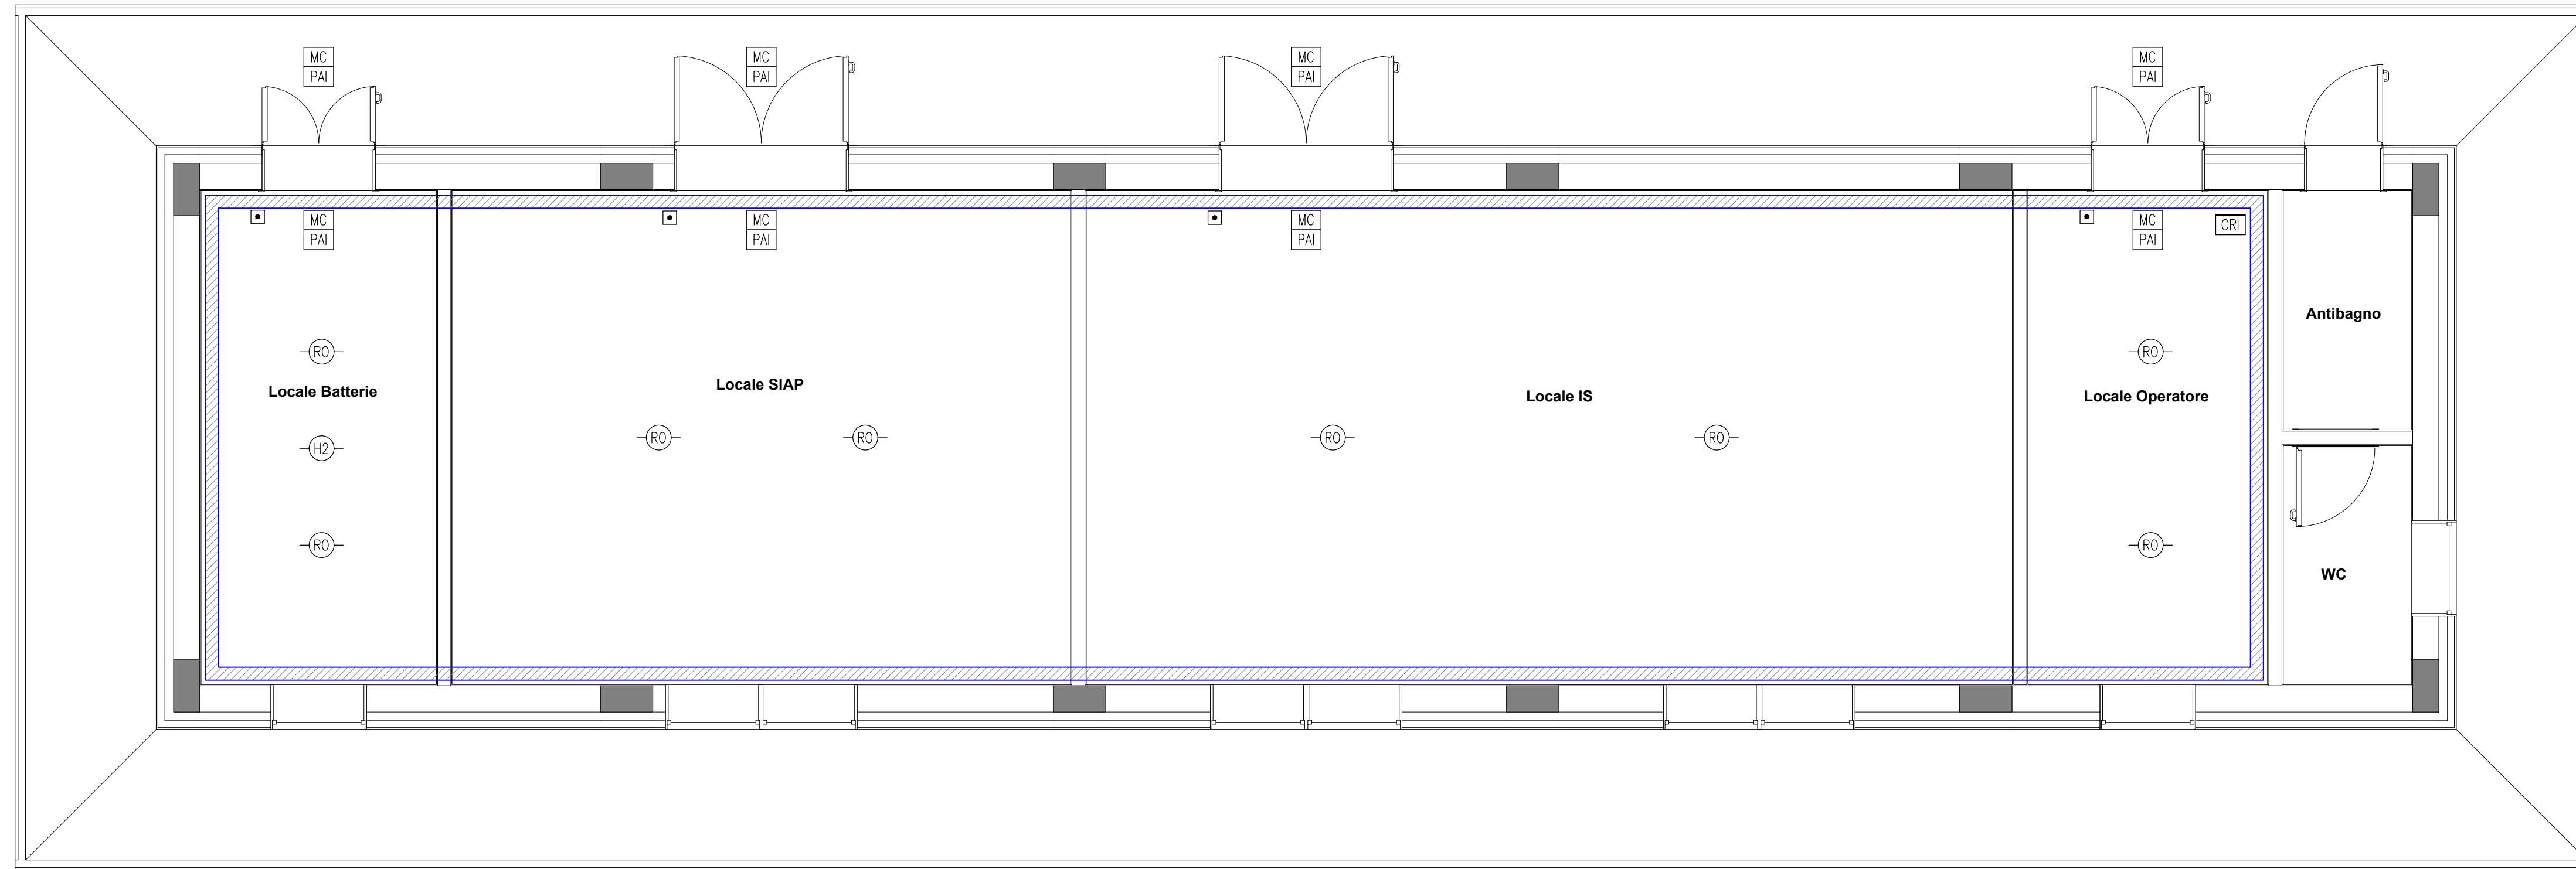 MC
PAI
MC
PAI
MC
PAI
MC
PAI
MC
PAI
MC
PAI
MC
PAI
MC
PAI
CRI
RO
Locale Batterie
H2
RO
Locale SIAP
RO
RO
Locale IS
RO
RO
RO
Locale Operatore
RO
Antibagno
WC